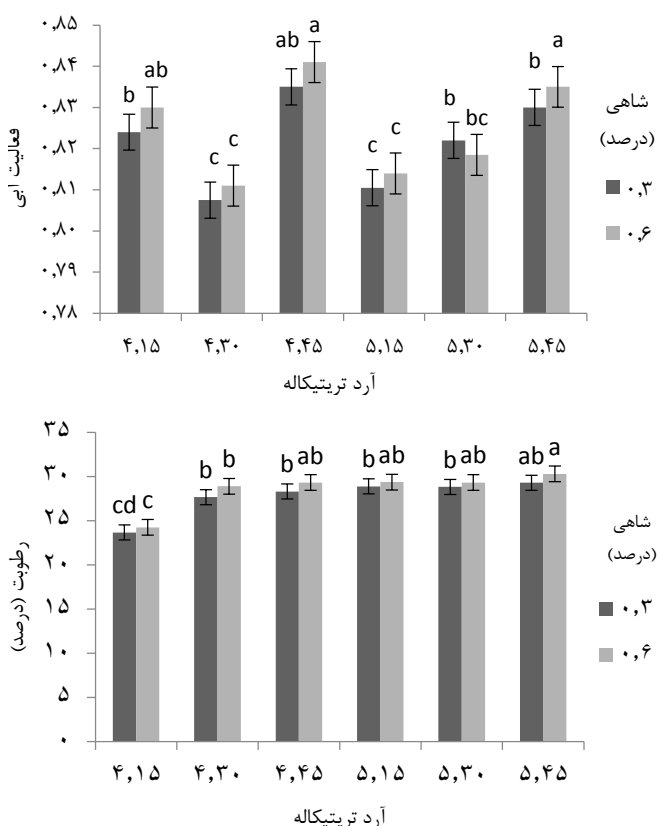 ۰٫۸۵
۰٫۸۴
۰٫۸۳
۰٫۸۲
۰٫۸۱
۰٫۸۰
۰٫۷۹
۰٫۷۸
فعالیت ابی
b ab c c ab a c c b bc b a
۴٫۱۵ ۴٫۳۰ ۴٫۴۵ ۵٫۱۵ ۵٫۳۰ ۵٫۴۵
آرد تریتیکاله
شاهی
(درصد)
۰٫۳
۰٫۶
۳۵
۳۰
۲۵
۲۰
۱۵
۱۰
۵
۰
رطوبت (درصد)
cd c b b b ab b ab b ab ab a
۴٫۱۵ ۴٫۳۰ ۴٫۴۵ ۵٫۱۵ ۵٫۳۰ ۵٫۴۵
آرد تریتیکاله
شاهی
(درصد)
۰٫۳
۰٫۶